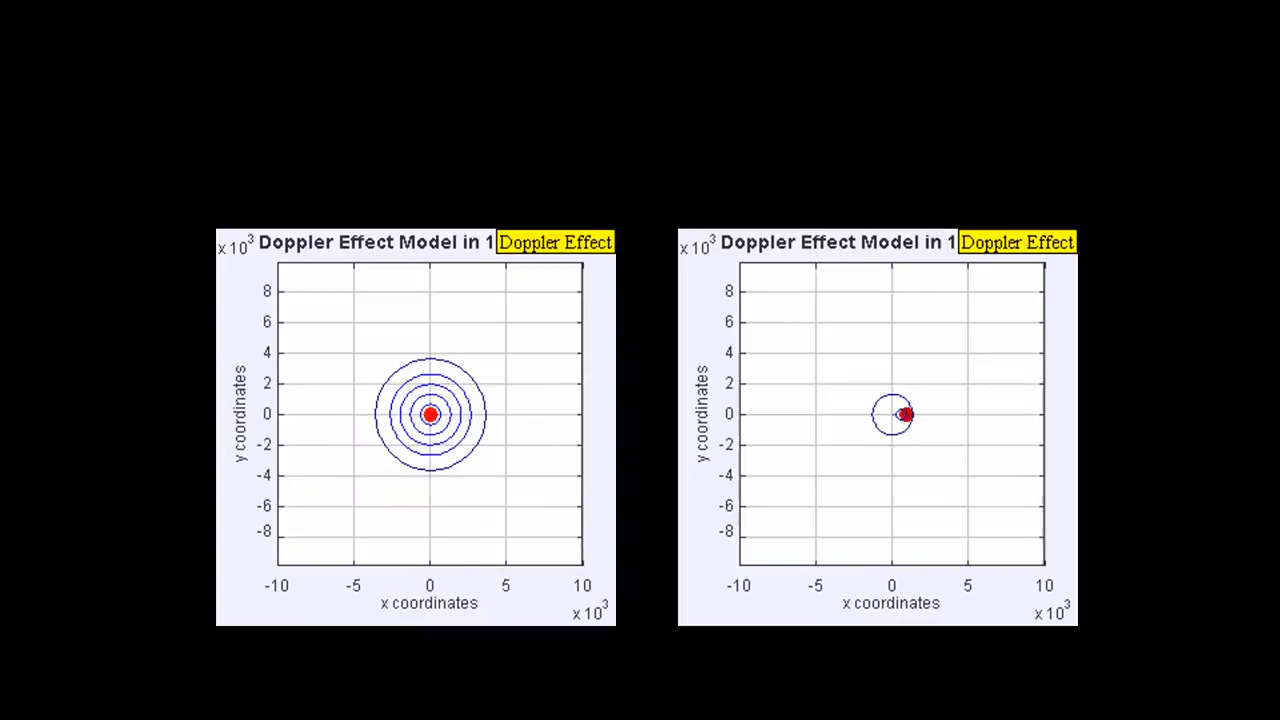 x 10³ Doppler Effect Model in 1 Doppler Effect
8
6
4
2
0
-2
-4
-6
-8
y coordinates
-10 -5 0 5 10
x coordinates
x 10³
x 10³ Doppler Effect Model in 1 Doppler Effect
8
6
4
2
0
-2
-4
-6
-8
y coordinates
-10 -5 0 5 10
x coordinates
x 10³